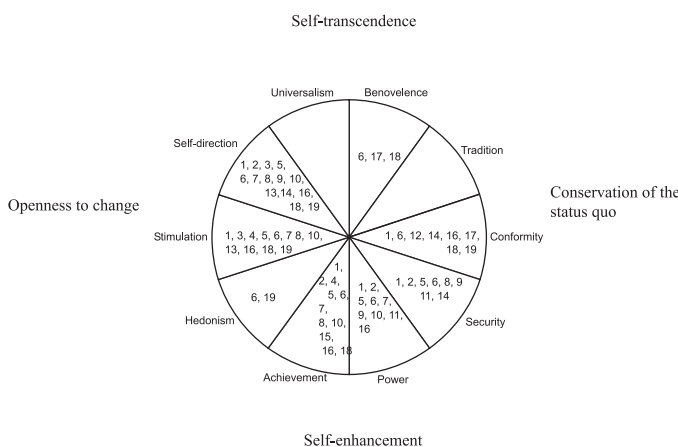 Self-transcendence
Universalism
Benovelence
Self-direction
1, 2, 3, 5,
6, 7, 8, 9, 10,
13,14, 16,
18, 19
6, 17, 18
Tradition
Openness to change
Conservation of the
status quo
Stimulation
1, 3, 4, 5, 6, 7 8, 10,
13, 16, 18, 19
1, 6, 12, 14, 16, 17,
18, 19
Conformity
Hedonism
6, 19
1,
2, 4,
5, 6,
7,
8, 10,
15,
16, 18
1, 2,
5, 6, 7,
9, 10, 11,
16
1, 2, 5, 6, 8, 9
11, 14
Security
Achievement
Power
Self-enhancement